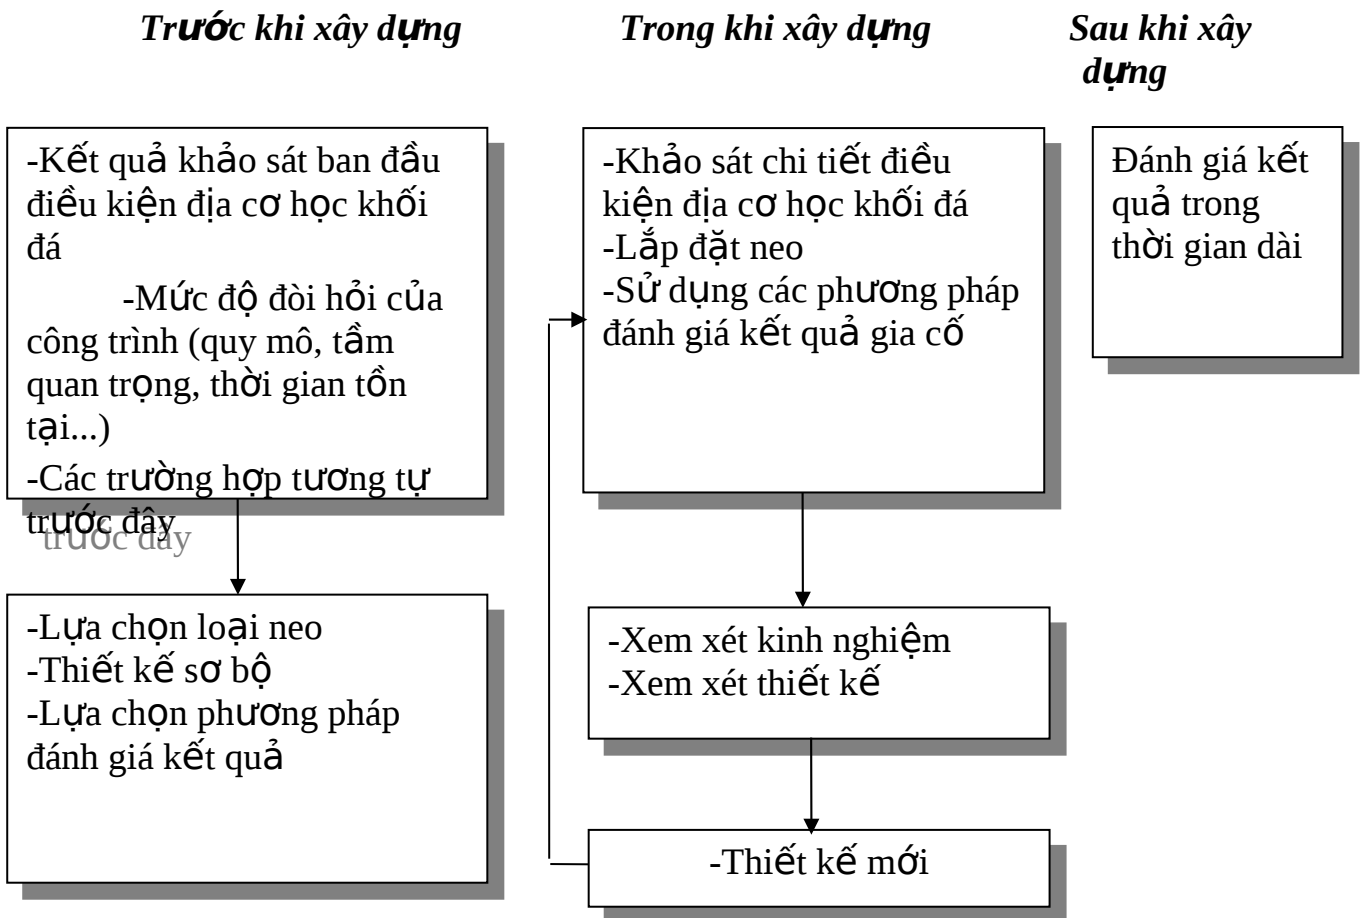 Trước khi xây dựng
Trong khi xây dựng
Sau khi xây
dựng
-Kết quả khảo sát ban đầu
điều kiện địa cơ học khối
đá
-Mức độ đòi hỏi của
công trình (quy mô, tầm
quan trọng, thời gian tồn
tại...)
-Các trường hợp tương tự
trước đây
-Lựa chọn loại neo
-Thiết kế sơ bộ
-Lựa chọn phương pháp
đánh giá kết quả
-Khảo sát chi tiết điều
kiện địa cơ học khối đá
-Lắp đặt neo
-Sử dụng các phương pháp
đánh giá kết quả gia cố
-Xem xét kinh nghiệm
-Xem xét thiết kế
-Thiết kế mới
Đánh giá kết
quả trong
thời gian dài